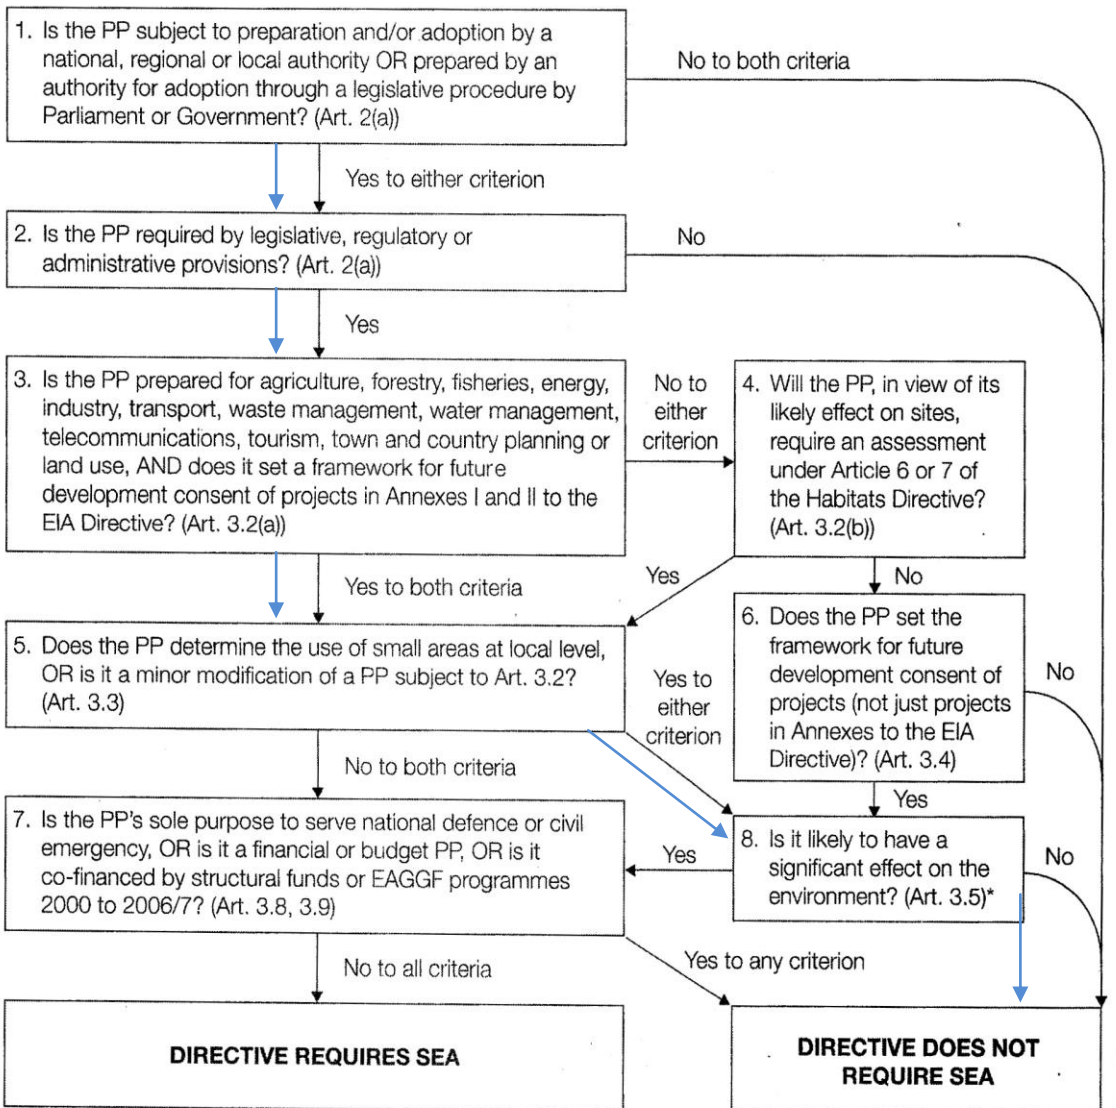 1. Is the PP subject to preparation and/or adoption by a
national, regional or local authority OR prepared by an
authority for adoption through a legislative procedure by
Parliament or Government? (Art. 2(a))
No to both criteria
Yes to either criterion
2. Is the PP required by legislative, regulatory or
administrative provisions? (Art. 2(a))
No
Yes
3. Is the PP prepared for agriculture, forestry, fisheries, energy,
industry, transport, waste management, water management,
telecommunications, tourism, town and country planning or
land use, AND does it set a framework for future
development consent of projects in Annexes I and II to the
EIA Directive? (Art. 3.2(a))
No to
either
criterion
4. Will the PP, in view of its
likely effect on sites,
require an assessment
under Article 6 or 7 of
the Habitats Directive?
(Art. 3.2(b))
Yes to both criteria
Yes
No
5. Does the PP determine the use of small areas at local level,
OR is it a minor modification of a PP subject to Art. 3.2?
(Art. 3.3)
Yes to
either
criterion
6. Does the PP set the
framework for future
development consent of
projects (not just projects
in Annexes to the EIA
Directive)? (Art. 3.4)
No
No to both criteria
Yes
7. Is the PP's sole purpose to serve national defence or civil
emergency, OR is it a financial or budget PP, OR is it
co-financed by structural funds or EAGGF programmes
2000 to 2006/7? (Art. 3.8, 3.9)
Yes
8. Is it likely to have a
significant effect on the
environment? (Art. 3.5)*
No
No to all criteria
Yes to any criterion
DIRECTIVE REQUIRES SEA
DIRECTIVE DOES NOT
REQUIRE SEA